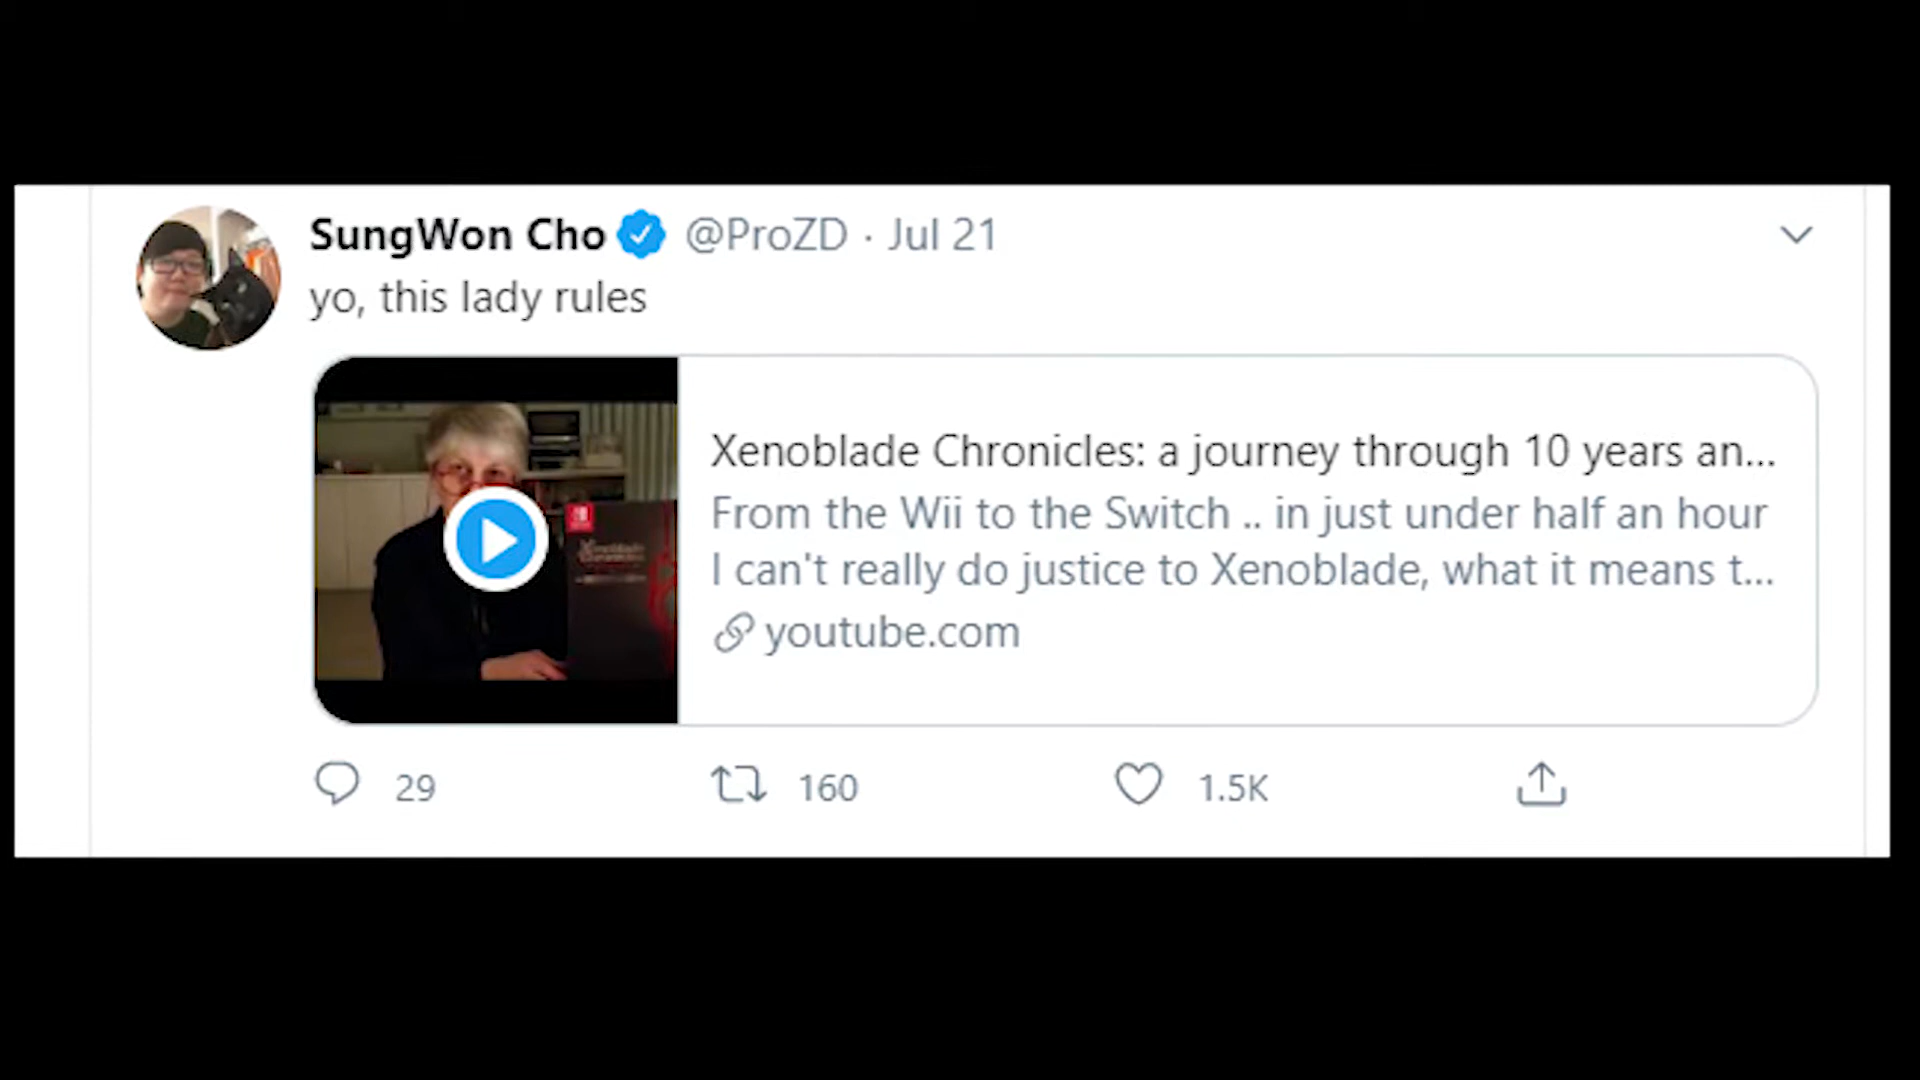 SungWon Cho @ProZD · Jul 21
yo, this lady rules
Xenoblade Chronicles: a journey through 10 years an...
From the Wii to the Switch .. in just under half an hour
I can't really do justice to Xenoblade, what it means t...
youtube.com
29 160 1.5K